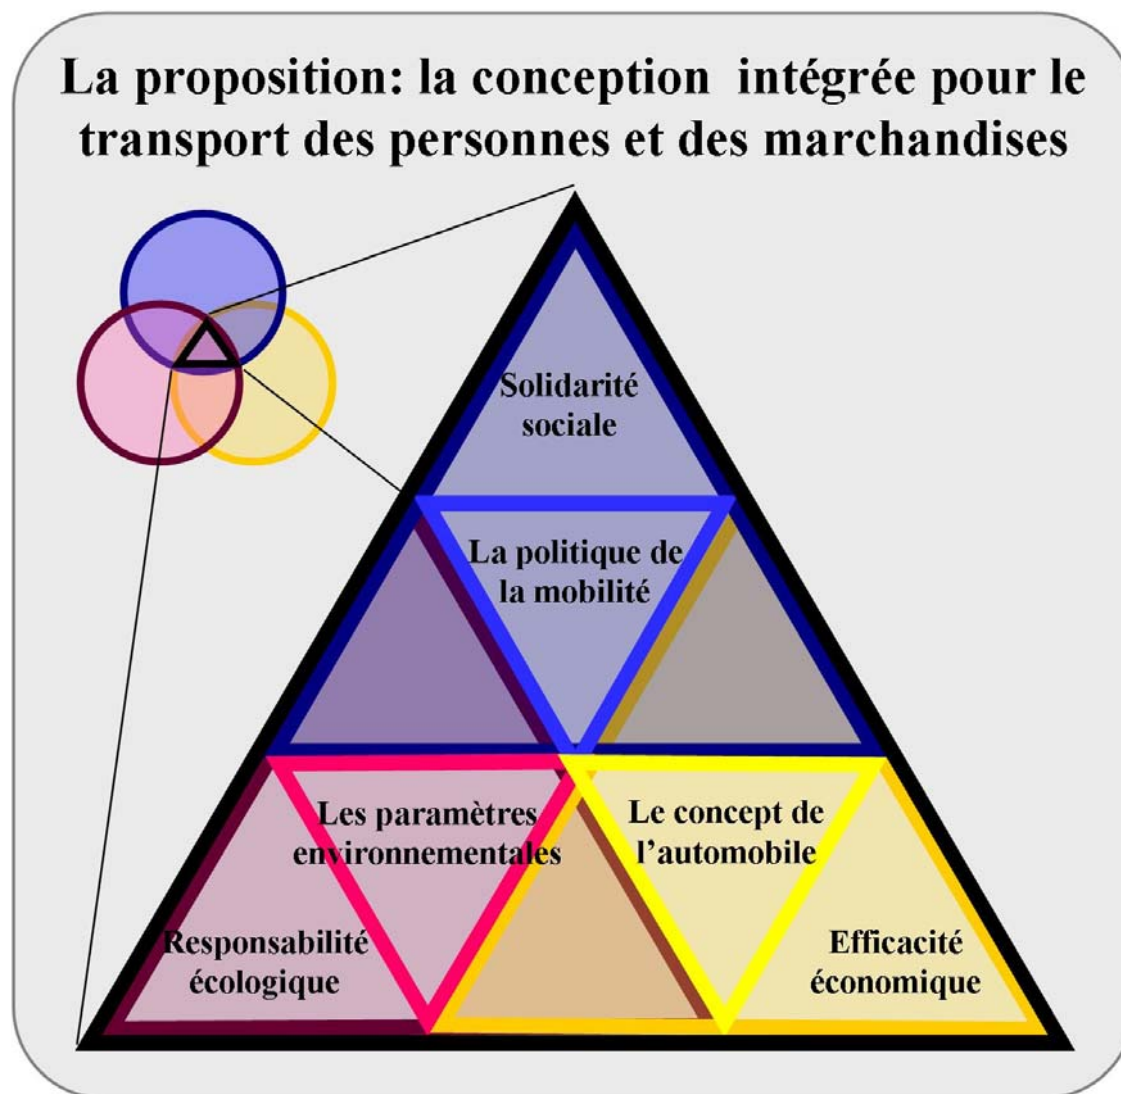 La proposition: la conception intégrée pour le
transport des personnes et des marchandises
Solidarité
sociale
La politique de
la mobilité
Les paramètres
environnementales
Le concept de
l’automobile
Responsabilité
écologique
Efficacité
économique